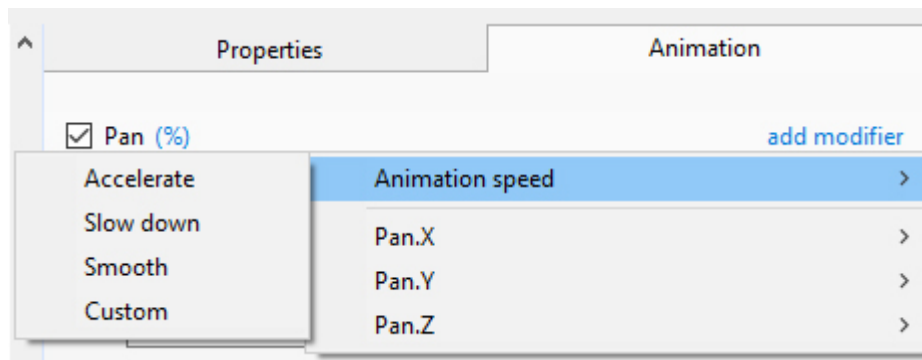 Properties
Animation
Pan (%)
add modifier
Accelerate
Slow down
Smooth
Custom
Animation speed
Pan.X
Pan.Y
Pan.Z